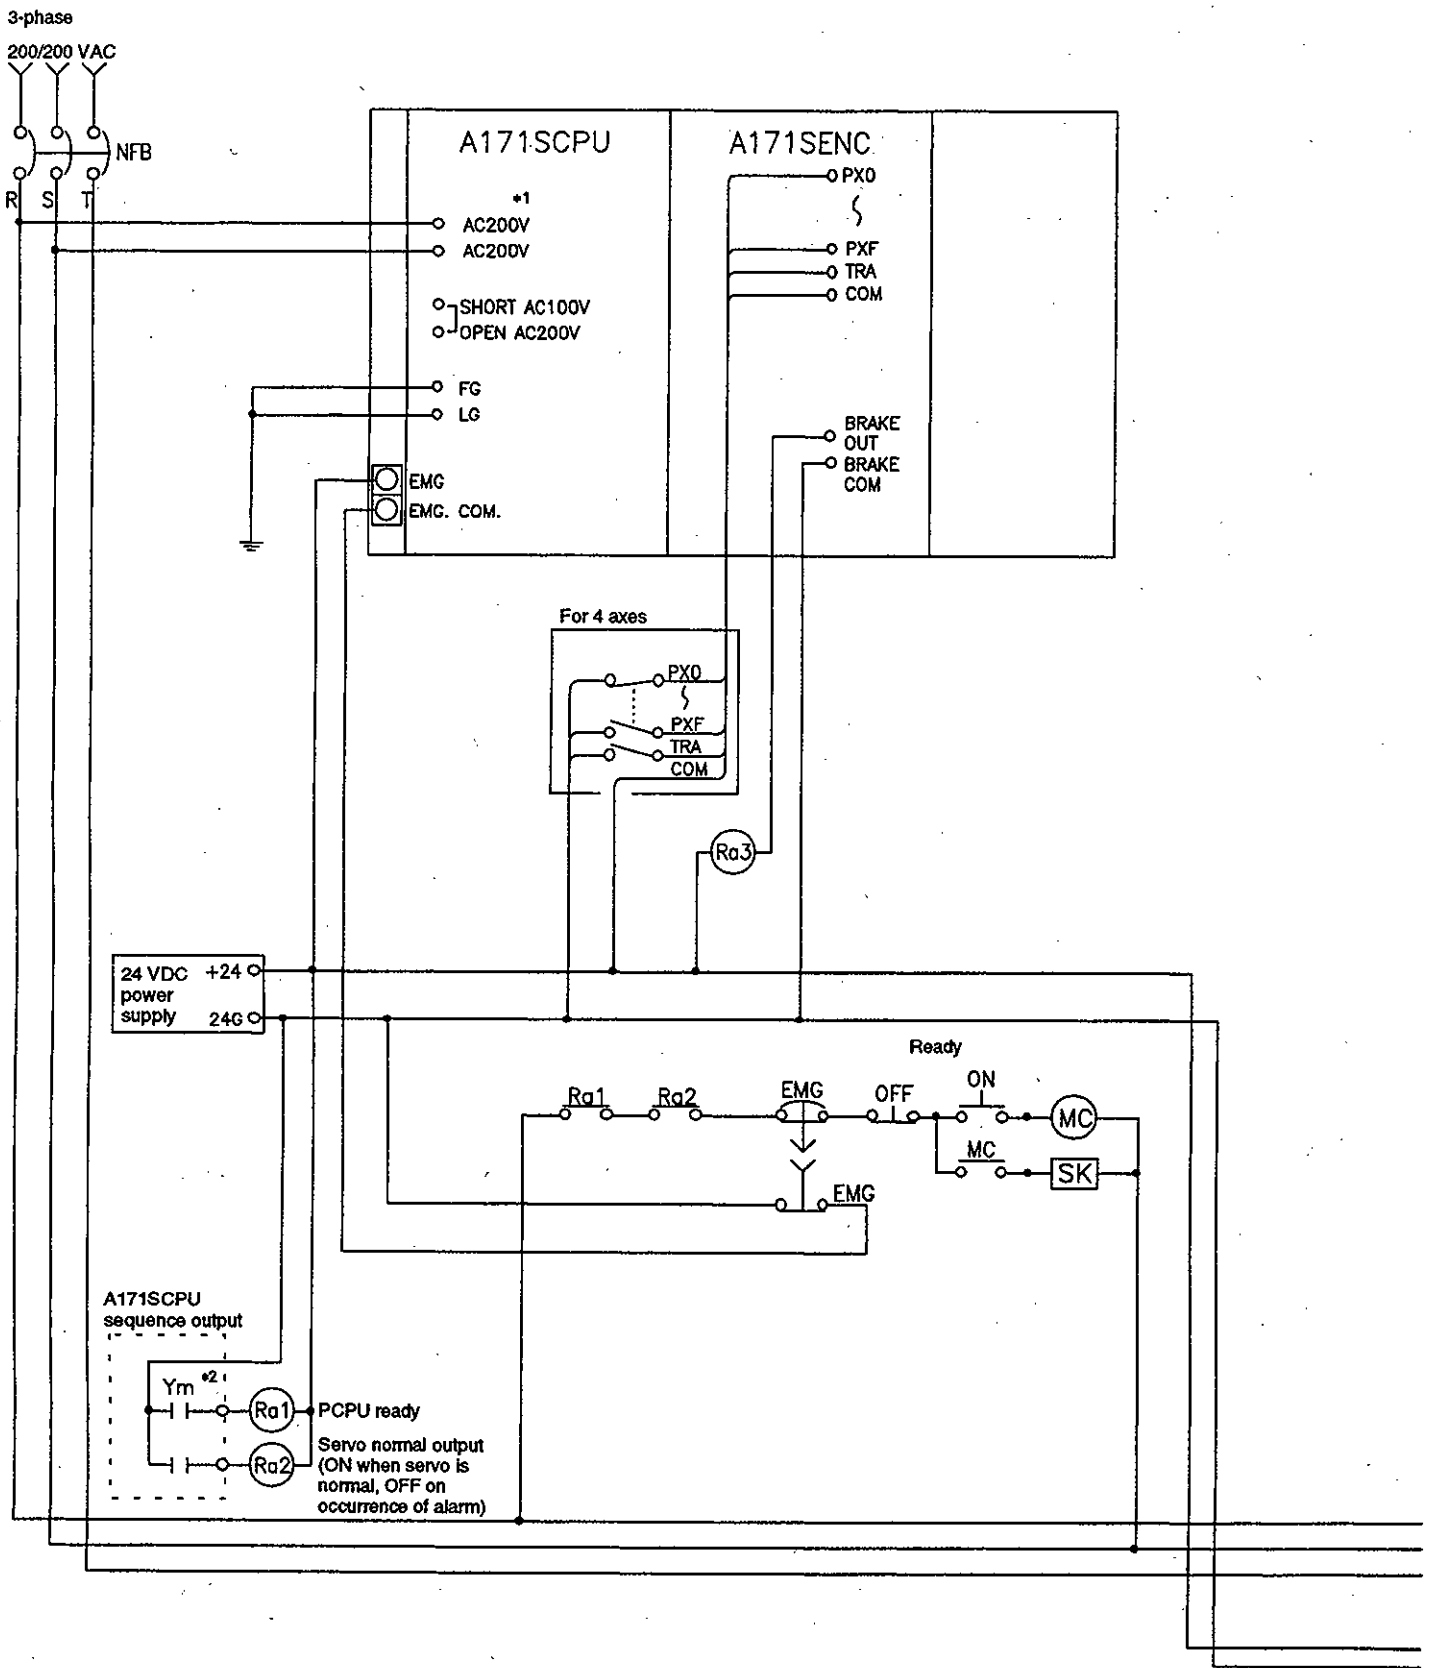 3-phase
200/200 VAC
NFB
R S T
A171SCPU
*1
AC200V
AC200V
SHORT AC100V
OPEN AC200V
FG
LG
EMG
EMG. COM.
A171SENC
PX0
PXF
TRA
COM
BRAKE
OUT
BRAKE
COM
For 4 axes
PX0
PXF
TRA
COM
Ra3
24 VDC
power
supply
+24
24G
Ready
Ra1
Ra2
EMG
OFF
ON
MC
MC
SK
EMG
A171SCPU
sequence output
Ym *2
Ra1
PCPU ready
Ra2
Servo normal output
(ON when servo is
normal, OFF on
occurrence of alarm)